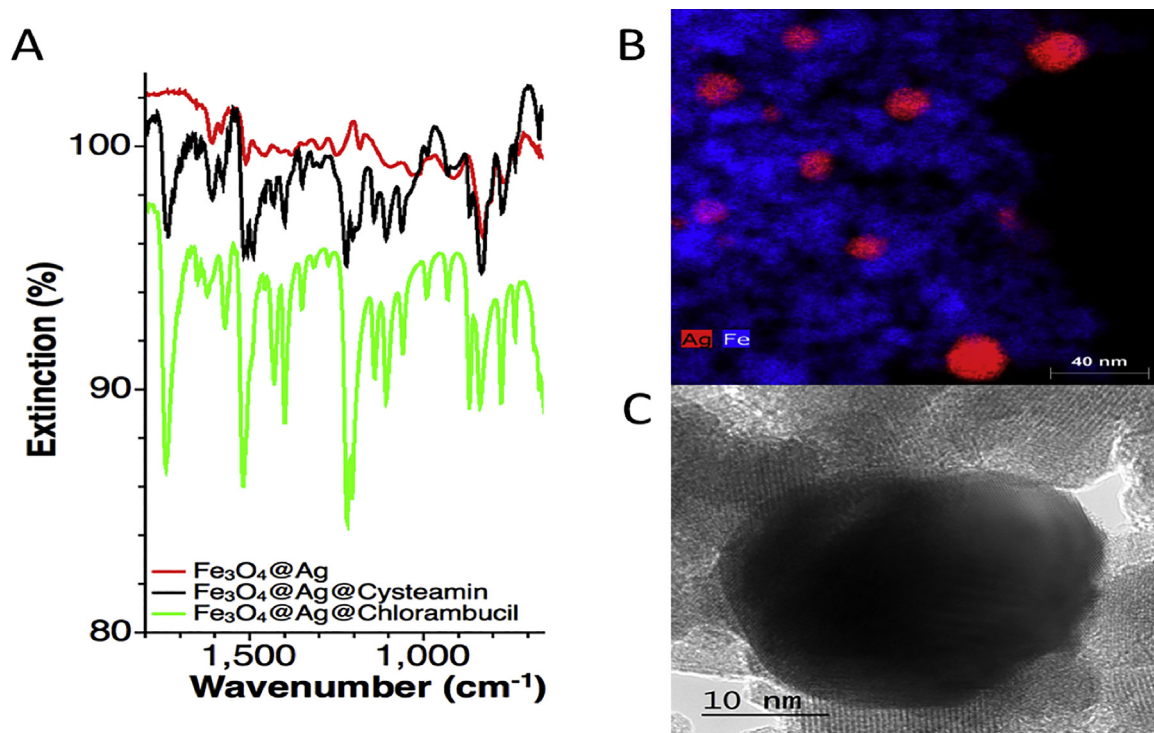 A
100
90
80
Extinction (%)
Fe₃O₄@Ag
Fe₃O₄@Ag@Cysteamin
Fe₃O₄@Ag@Chlorambucil
1,500
1,000
Wavenumber (cm⁻¹)
B
Ag Fe
40 nm
C
10 nm